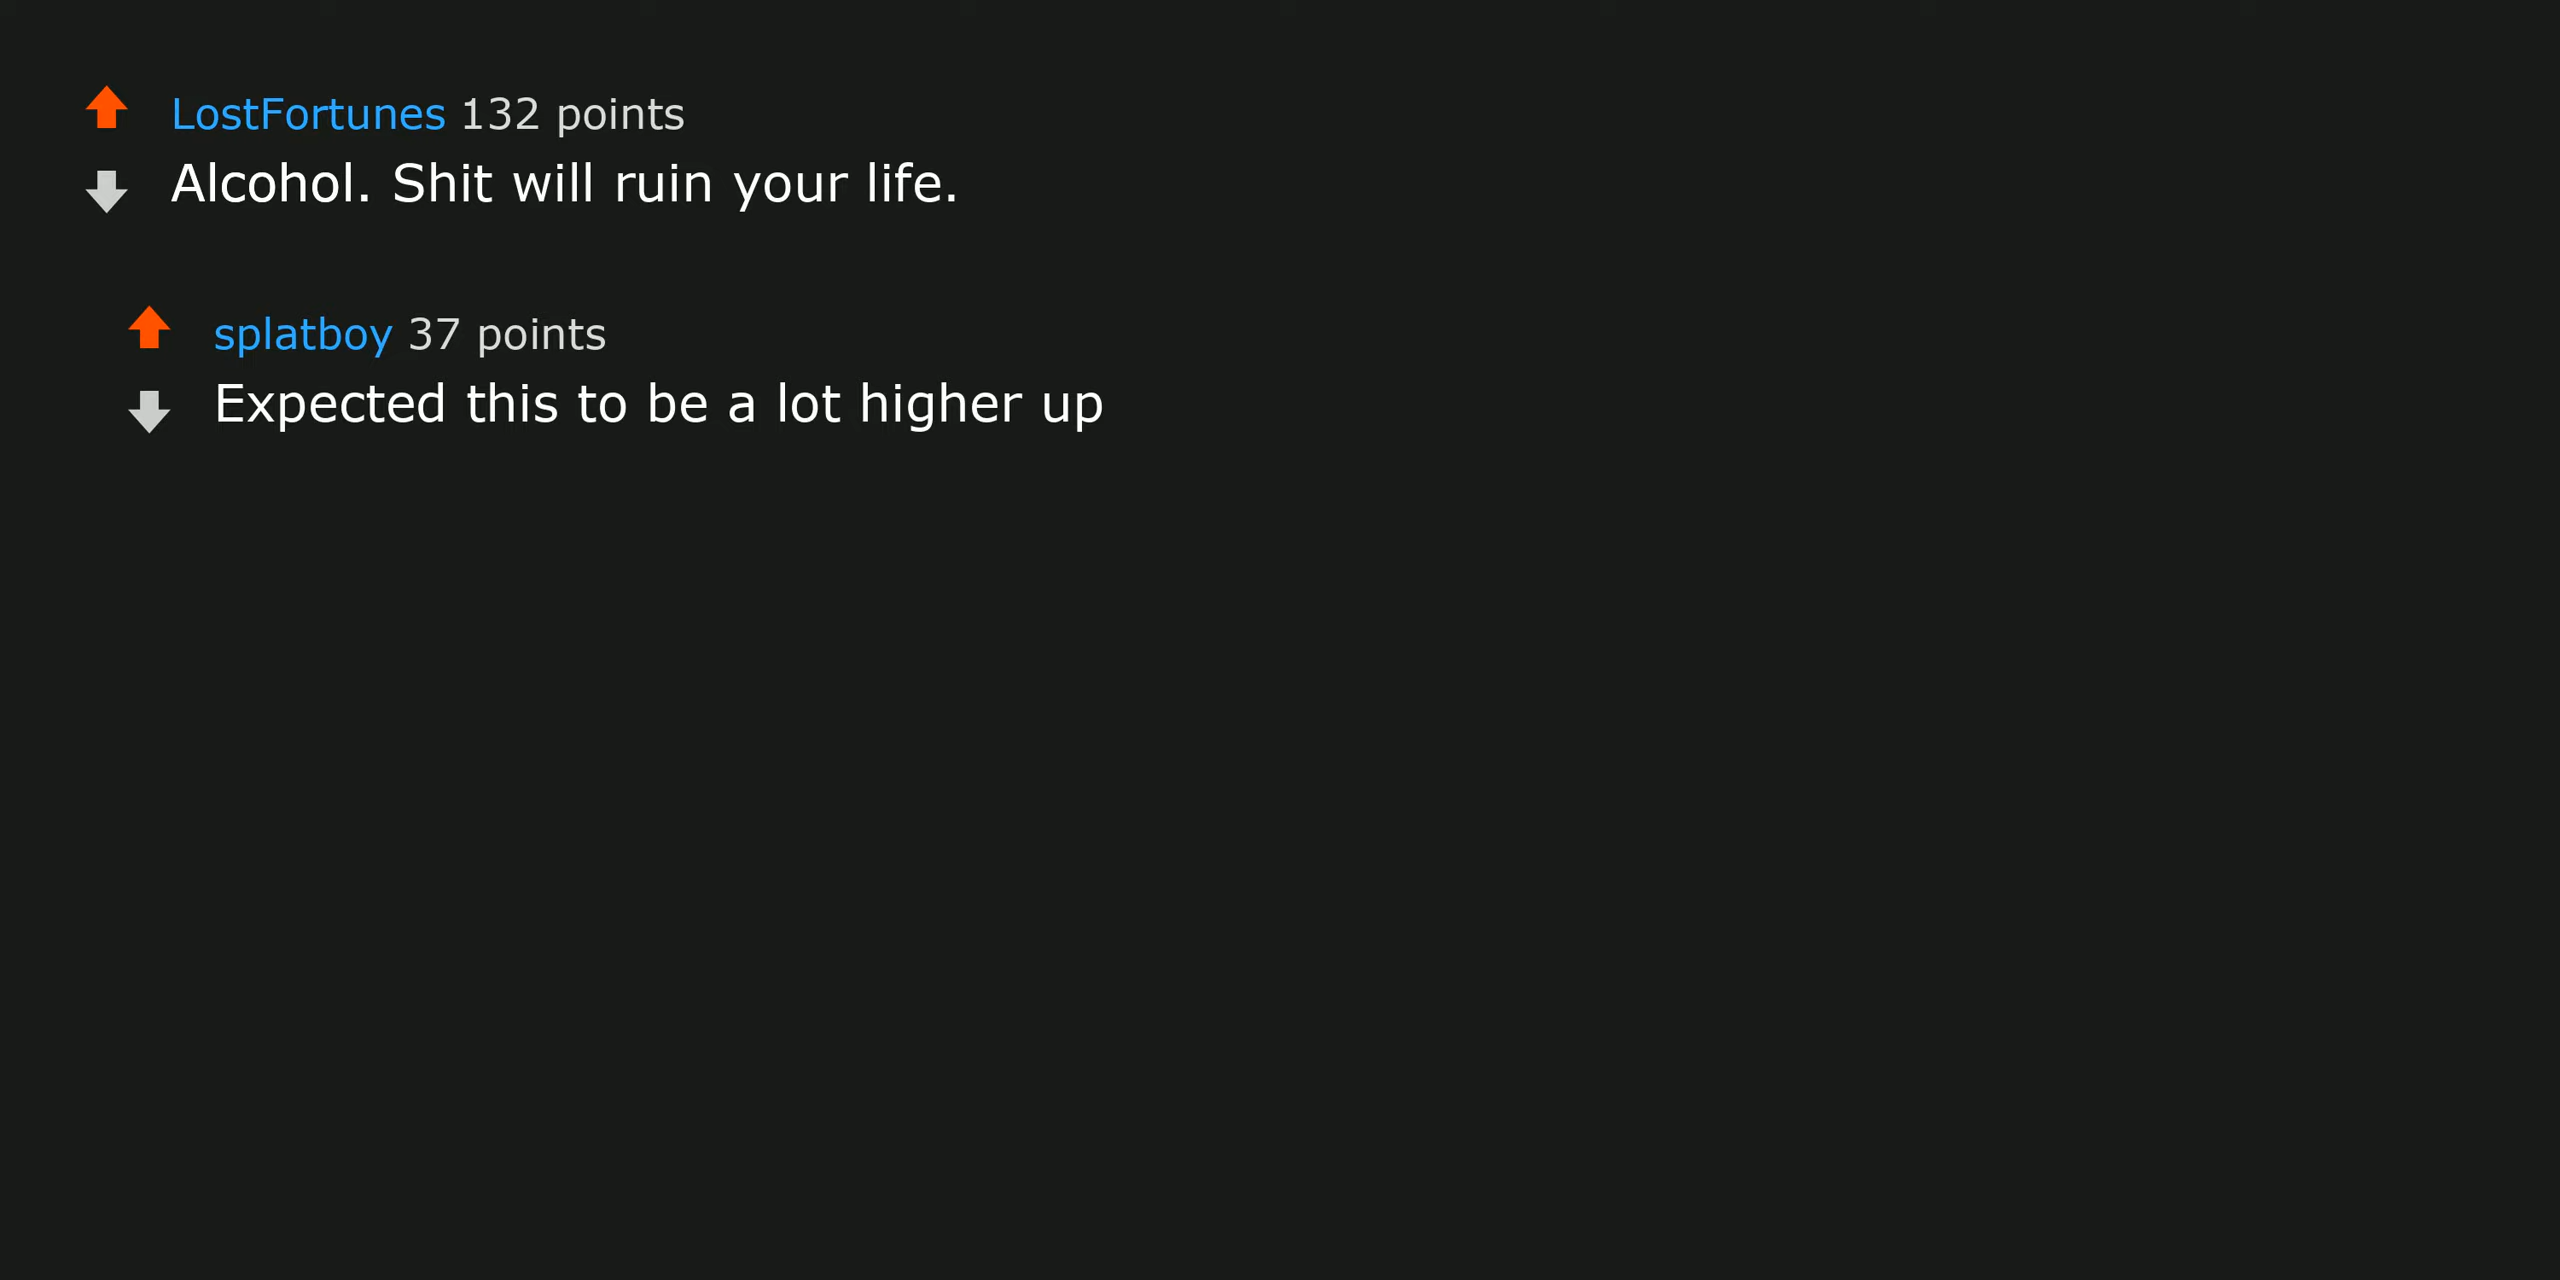 LostFortunes 132 points
Alcohol. Shit will ruin your life.
splatboy 37 points
Expected this to be a lot higher up